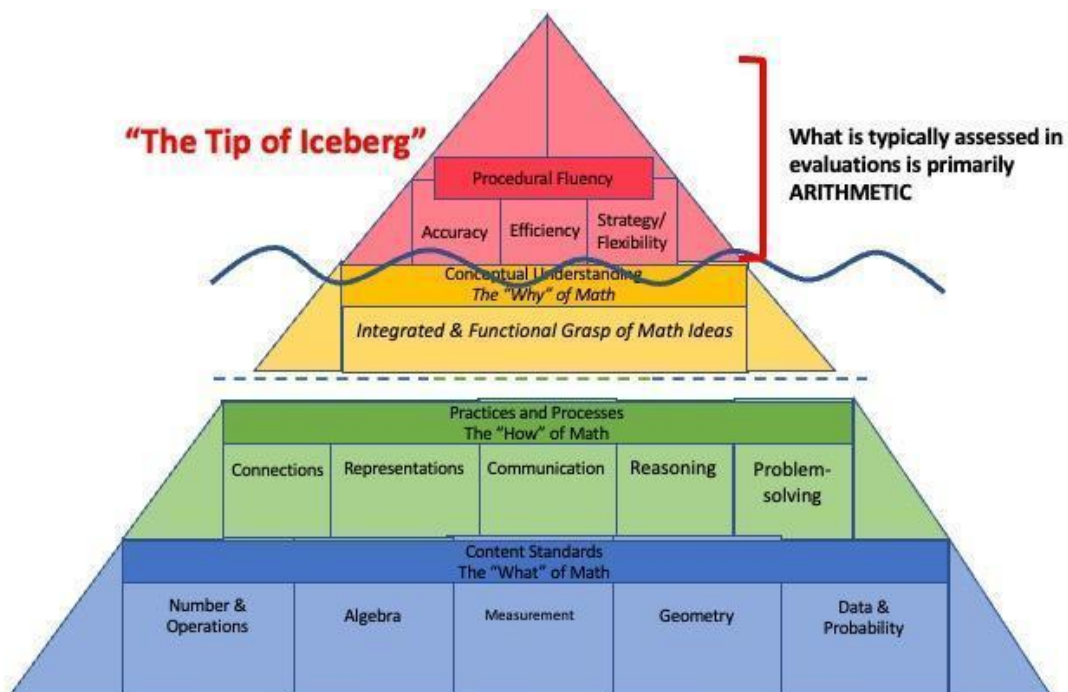 “The Tip of Iceberg”
What is typically assessed in
evaluations is primarily
ARITHMETIC
Procedural Fluency
Accuracy
Efficiency
Strategy/
Flexibility
Conceptual Understanding
The “Why” of Math
Integrated & Functional Grasp of Math Ideas
Practices and Processes
The “How” of Math
Connections
Representations
Communication
Reasoning
Problem-
solving
Content Standards
The “What” of Math
Number &
Operations
Algebra
Measurement
Geometry
Data &
Probability